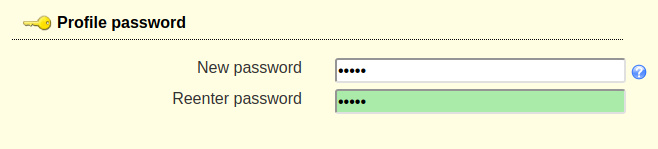 Profile password
New password •••••
Reenter password •••••